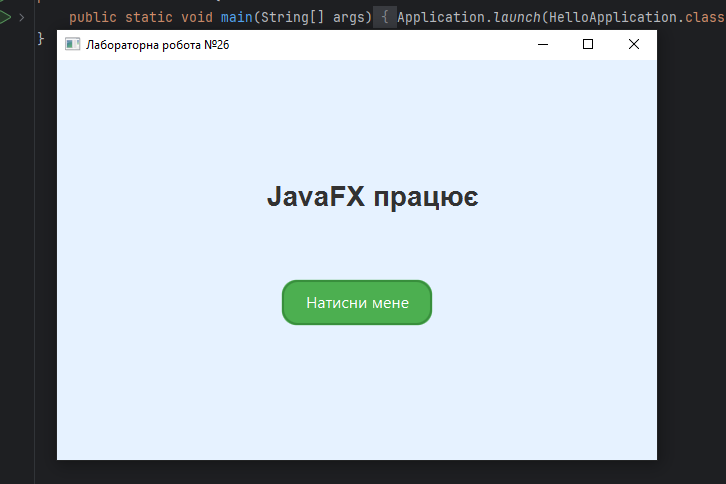 public static void main(String[] args) { Application.launch(HelloApplication.class
}
Лабораторна робота №26
JavaFX працює
Натисни мене